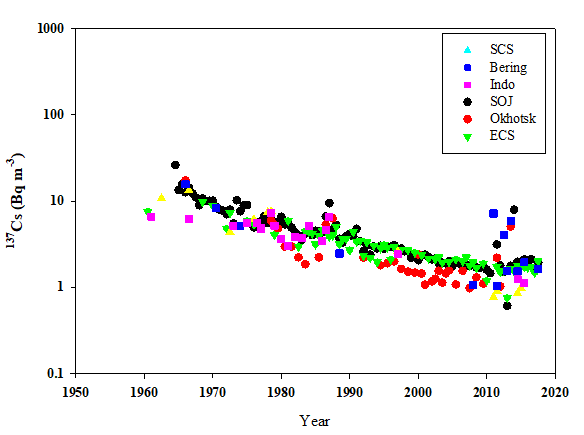 1000
100
10
1
0.1
137Cs (Bq m-3)
1950
1960
1970
1980
1990
2000
2010
2020
Year
SCS
Bering
Indo
SOJ
Okhotsk
ECS